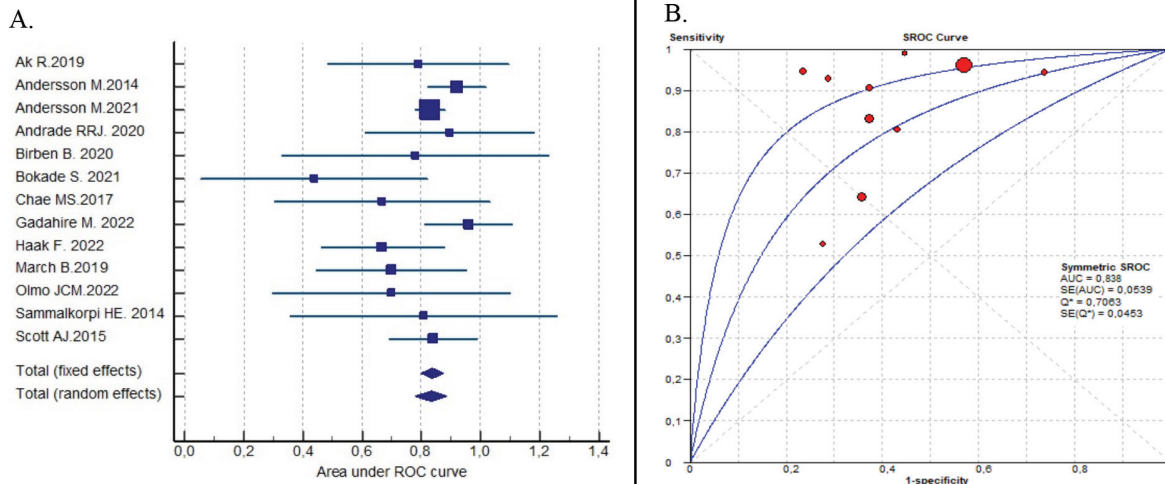 A.
Ak R.2019
Andersson M.2014
Andersson M.2021
Andrade RRJ. 2020
Birben B. 2020
Bokade S. 2021
Chae MS.2017
Gadahire M. 2022
Haak F. 2022
March B.2019
Olmo JCM.2022
Sammalkorpi HE. 2014
Scott AJ.2015
Total (fixed effects)
Total (random effects)
0,0 0,2 0,4 0,6 0,8 1,0 1,2 1,4
Area under ROC curve
B.
Sensitivity SROC Curve
1
0,9
0,8
0,7
0,6
0,5
0,4
0,3
0,2
0,1
0
Symmetric SROC
AUC = 0,838
SE(AUC) = 0,0539
Q* = 0,7063
SE(Q*) = 0,0453
0 0,2 0,4 0,6 0,8
1-specificity